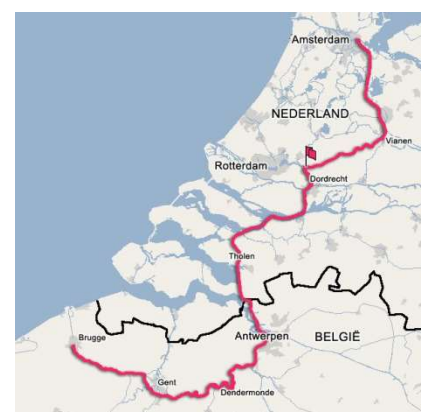 Amsterdam
NEDERLAND
Vianen
Rotterdam
Dordrecht
Tholen
Antwerpen
BELGIË
Brugge
Gent
Dendermonde